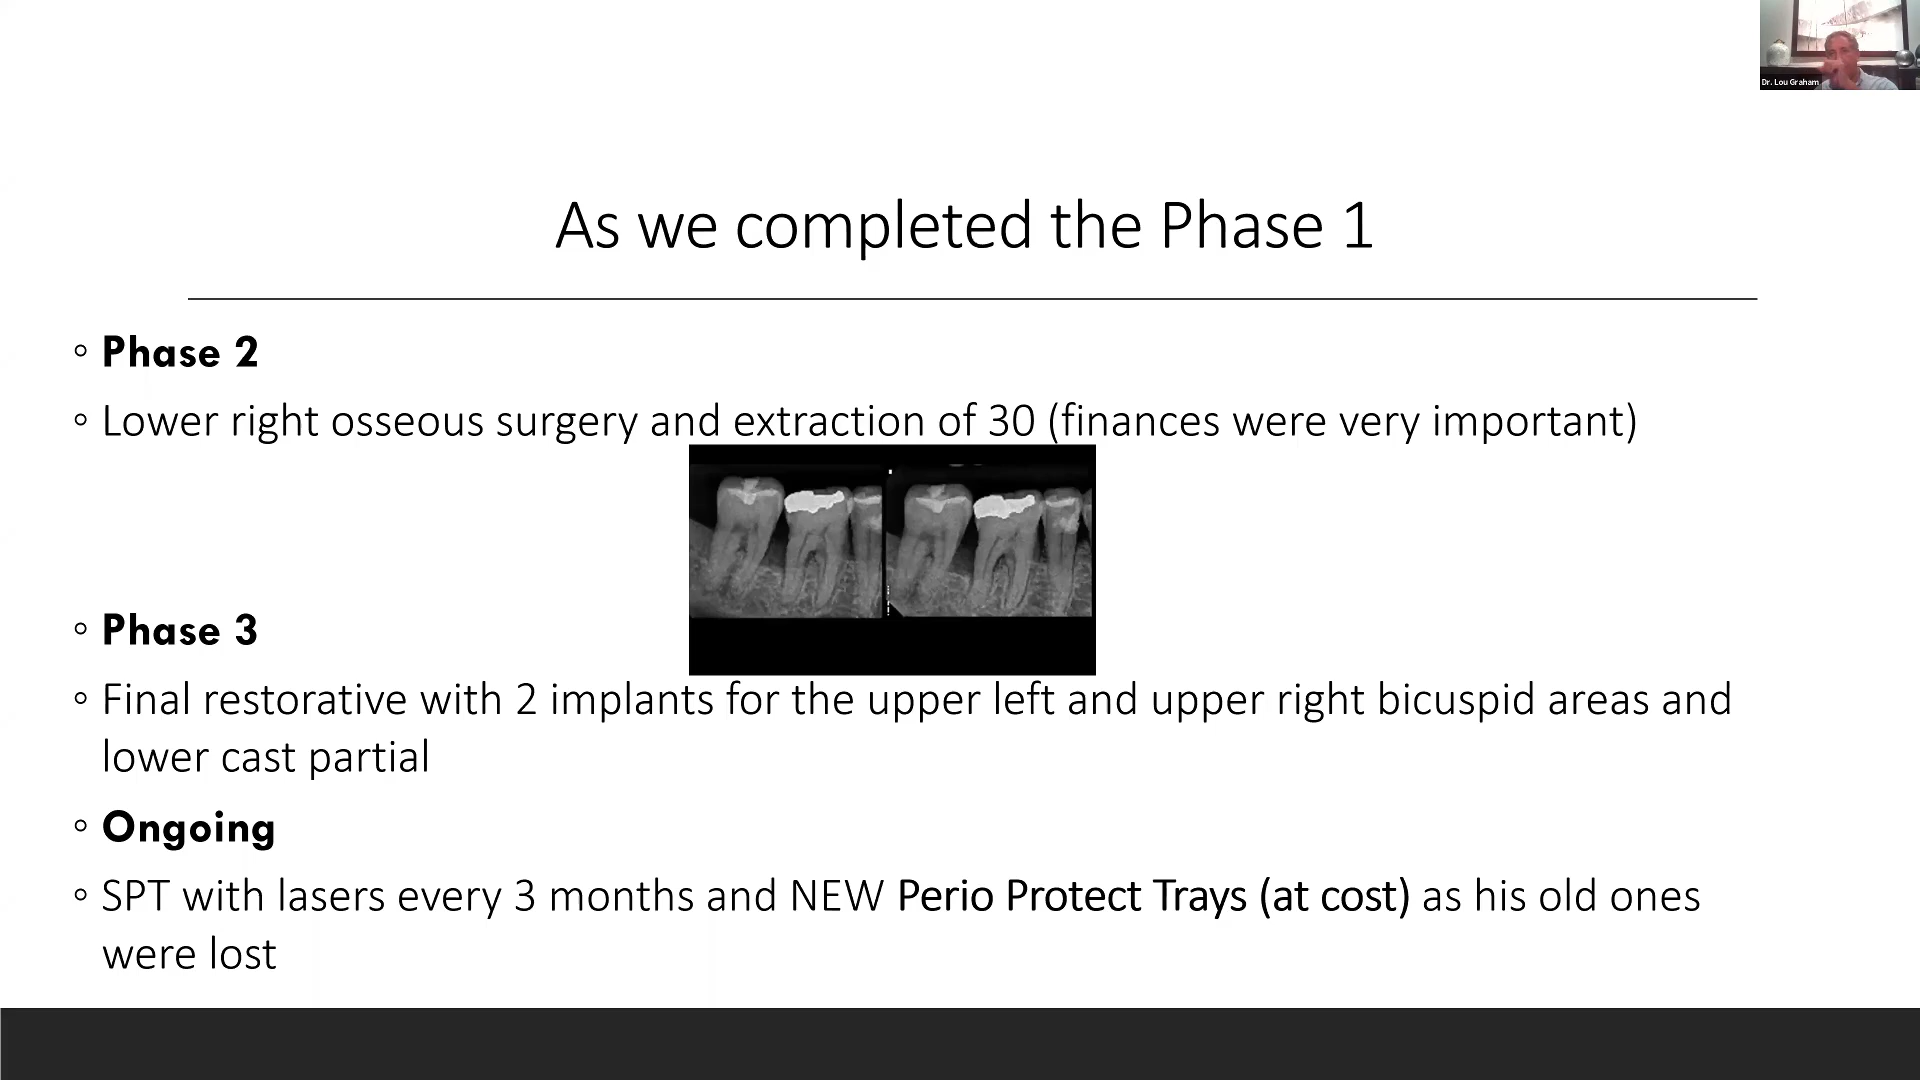 Dr. Lou Graham
As we completed the Phase 1
◦ Phase 2
◦ Lower right osseous surgery and extraction of 30 (finances were very important)
◦ Phase 3
◦ Final restorative with 2 implants for the upper left and upper right bicuspid areas and
lower cast partial
◦ Ongoing
◦ SPT with lasers every 3 months and NEW Perio Protect Trays (at cost) as his old ones
were lost